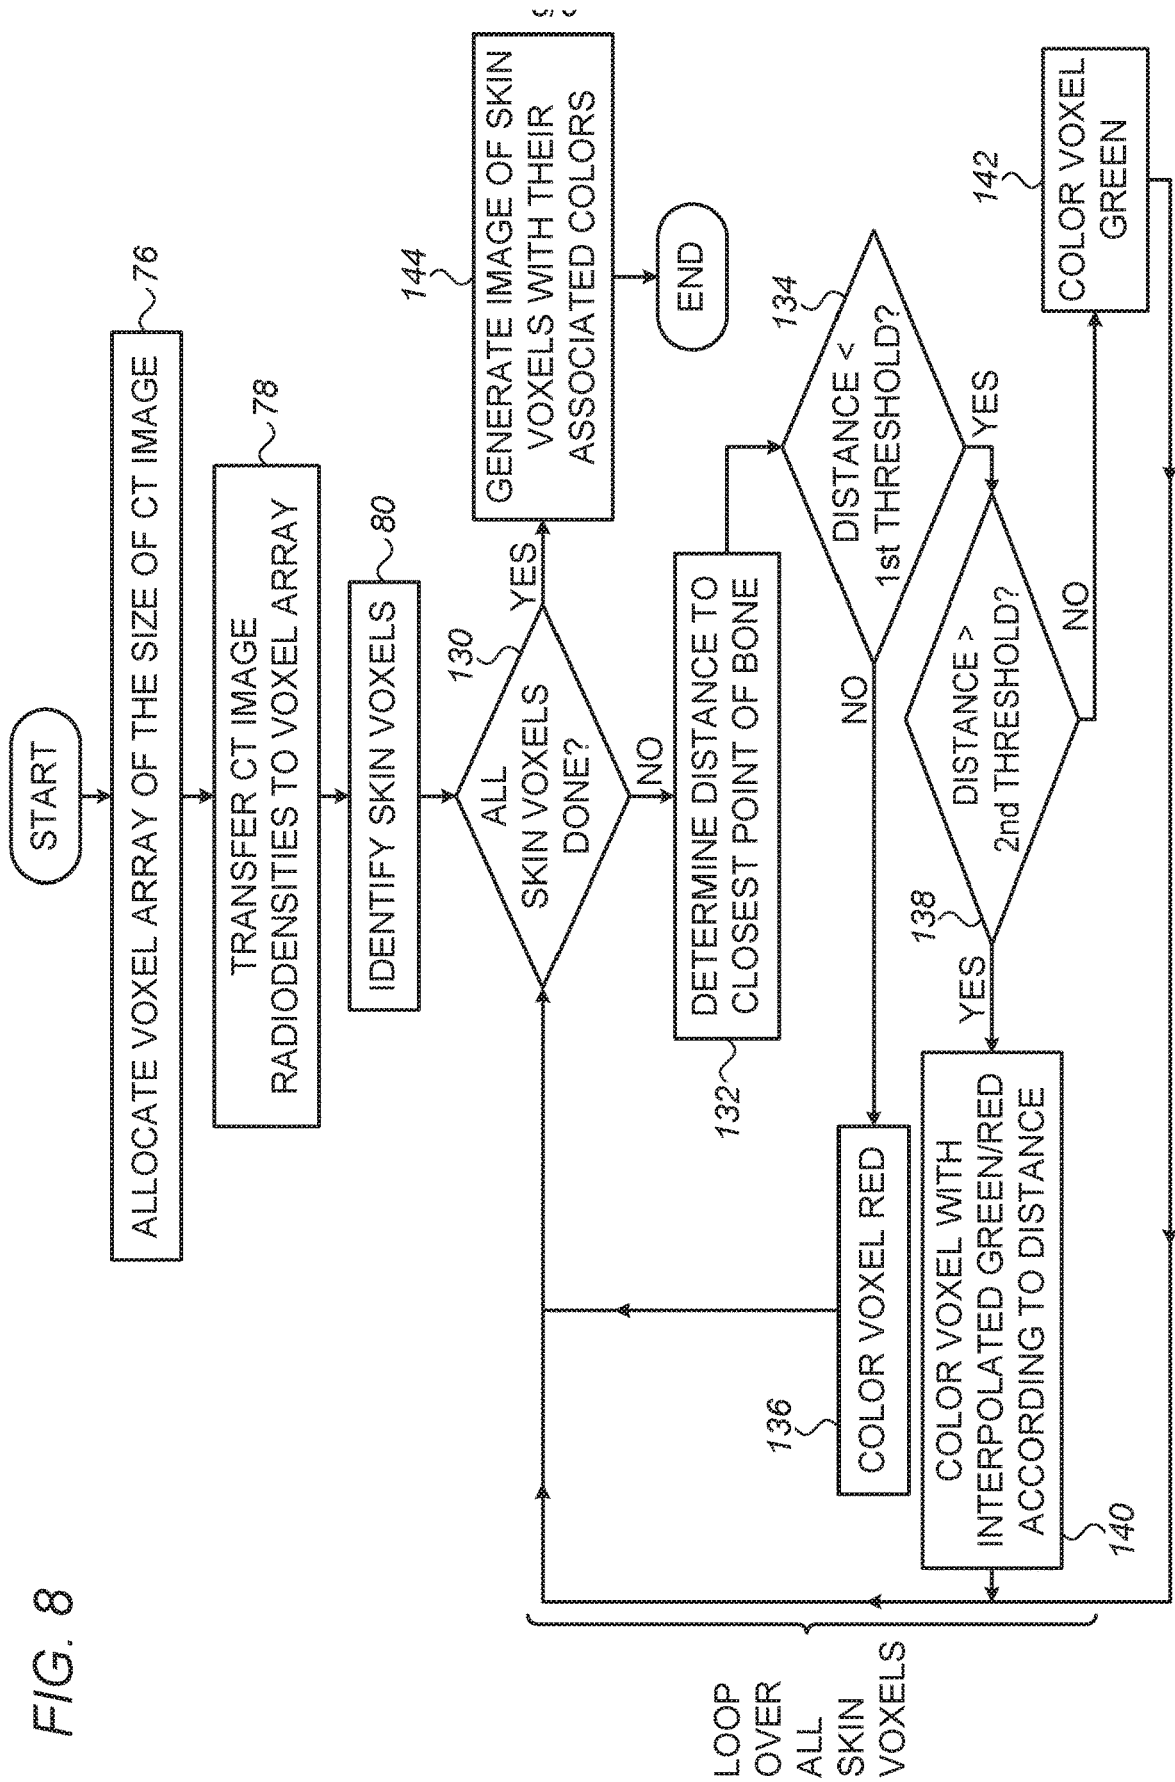 FIG. 8
START
ALLOCATE VOXEL ARRAY OF THE SIZE OF CT IMAGE
76
TRANSFER CT IMAGE
RADIODENSITIES TO VOXEL ARRAY
78
IDENTIFY SKIN VOXELS
80
ALL
SKIN VOXELS
DONE?
130
YES
NO
GENERATE IMAGE OF SKIN
VOXELS WITH THEIR
ASSOCIATED COLORS
144
END
DETERMINE DISTANCE TO
CLOSEST POINT OF BONE
132
DISTANCE <
1st THRESHOLD?
134
NO
YES
COLOR VOXEL RED
136
DISTANCE >
2nd THRESHOLD?
138
YES
NO
COLOR VOXEL WITH
INTERPOLATED GREEN/RED
ACCORDING TO DISTANCE
140
COLOR VOXEL
GREEN
142
LOOP
OVER
ALL
SKIN
VOXELS